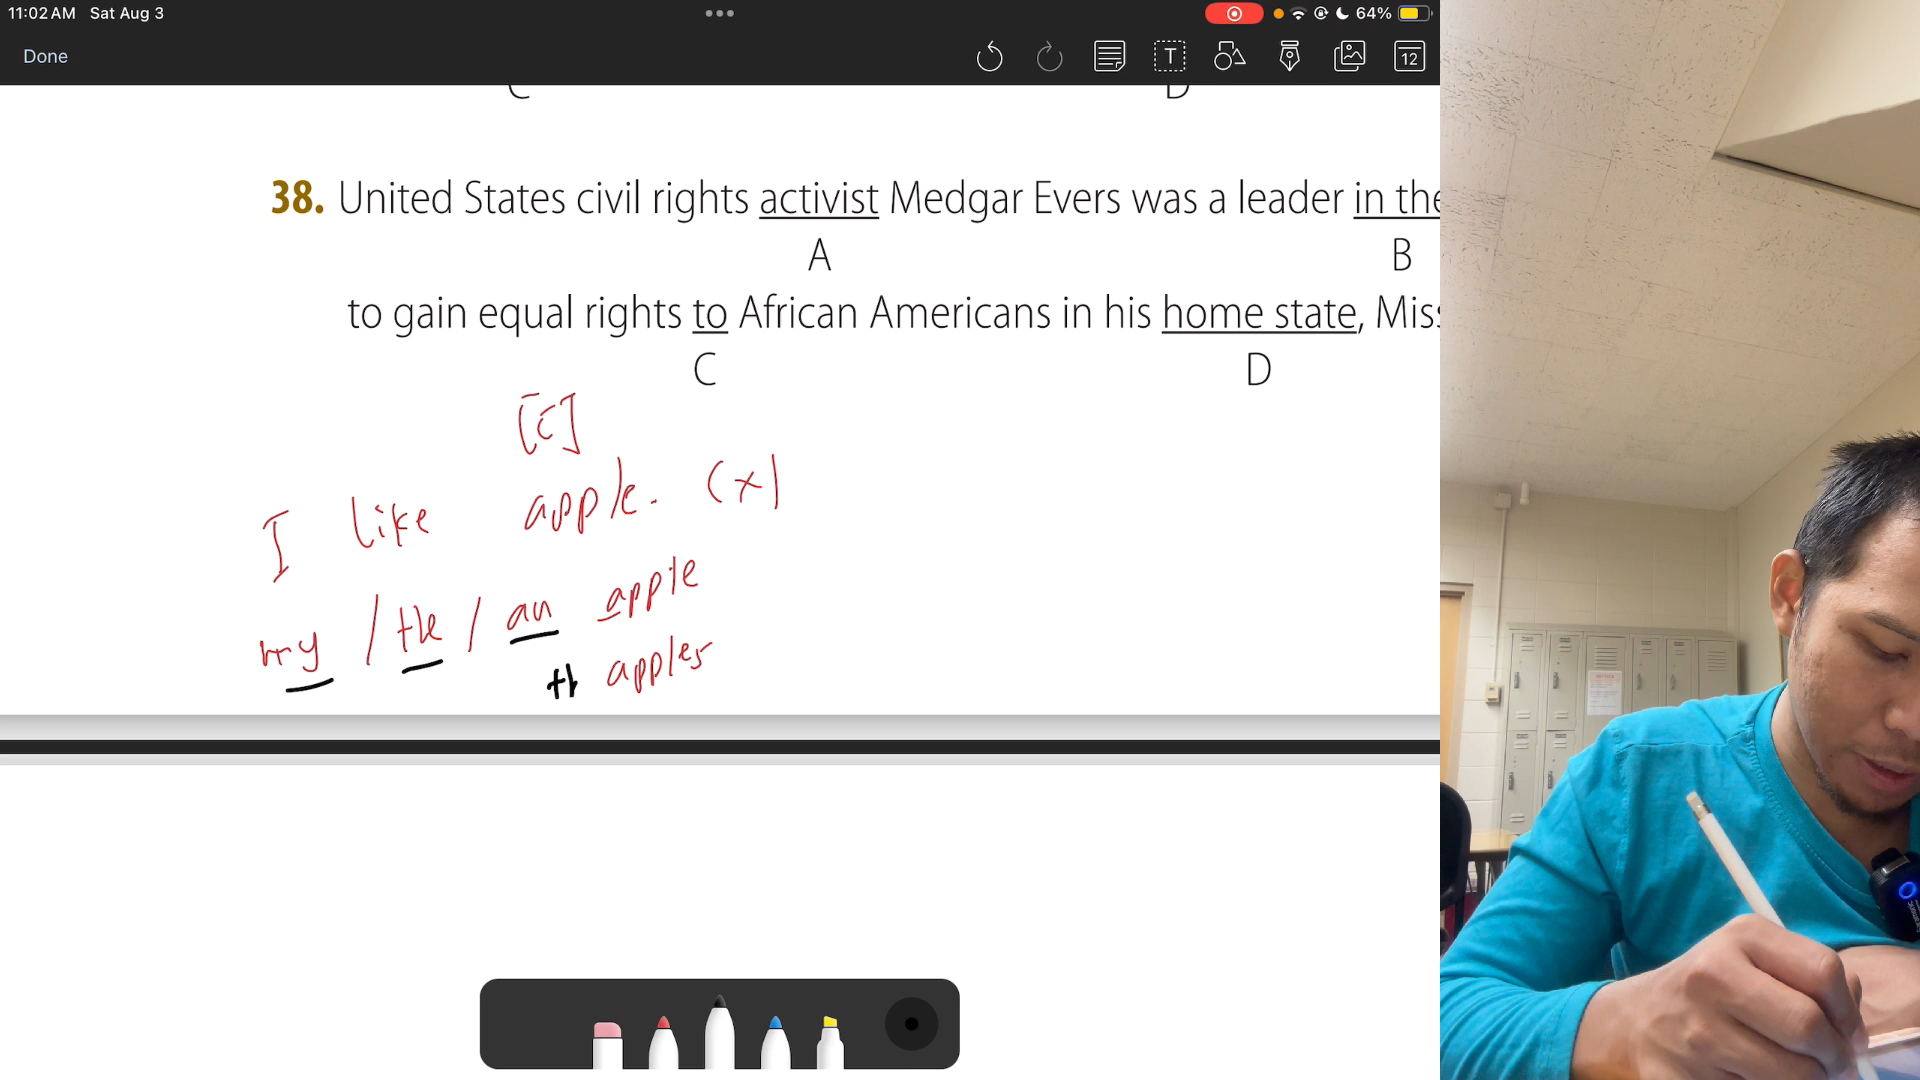 11:02 AM Sat Aug 3
64%
Done
T
12
C D
38. United States civil rights activist Medgar Evers was a leader in the
A B
to gain equal rights to African Americans in his home state, Miss
C D
[C]
I like apple. (x)
my / the / an apple
th apples